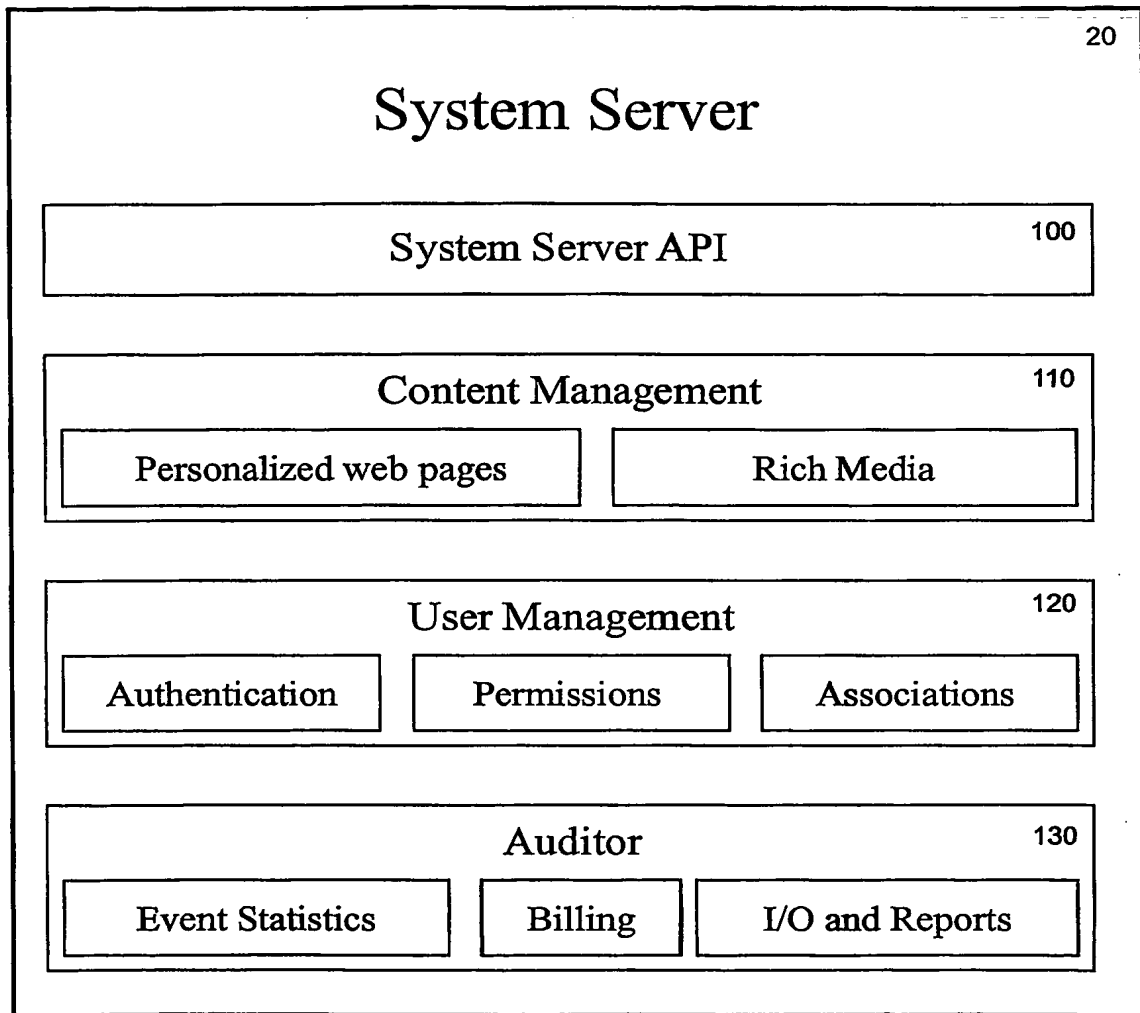 20
System Server
System Server API 100
Content Management 110
Personalized web pages Rich Media
User Management 120
Authentication Permissions Associations
Auditor 130
Event Statistics Billing I/O and Reports